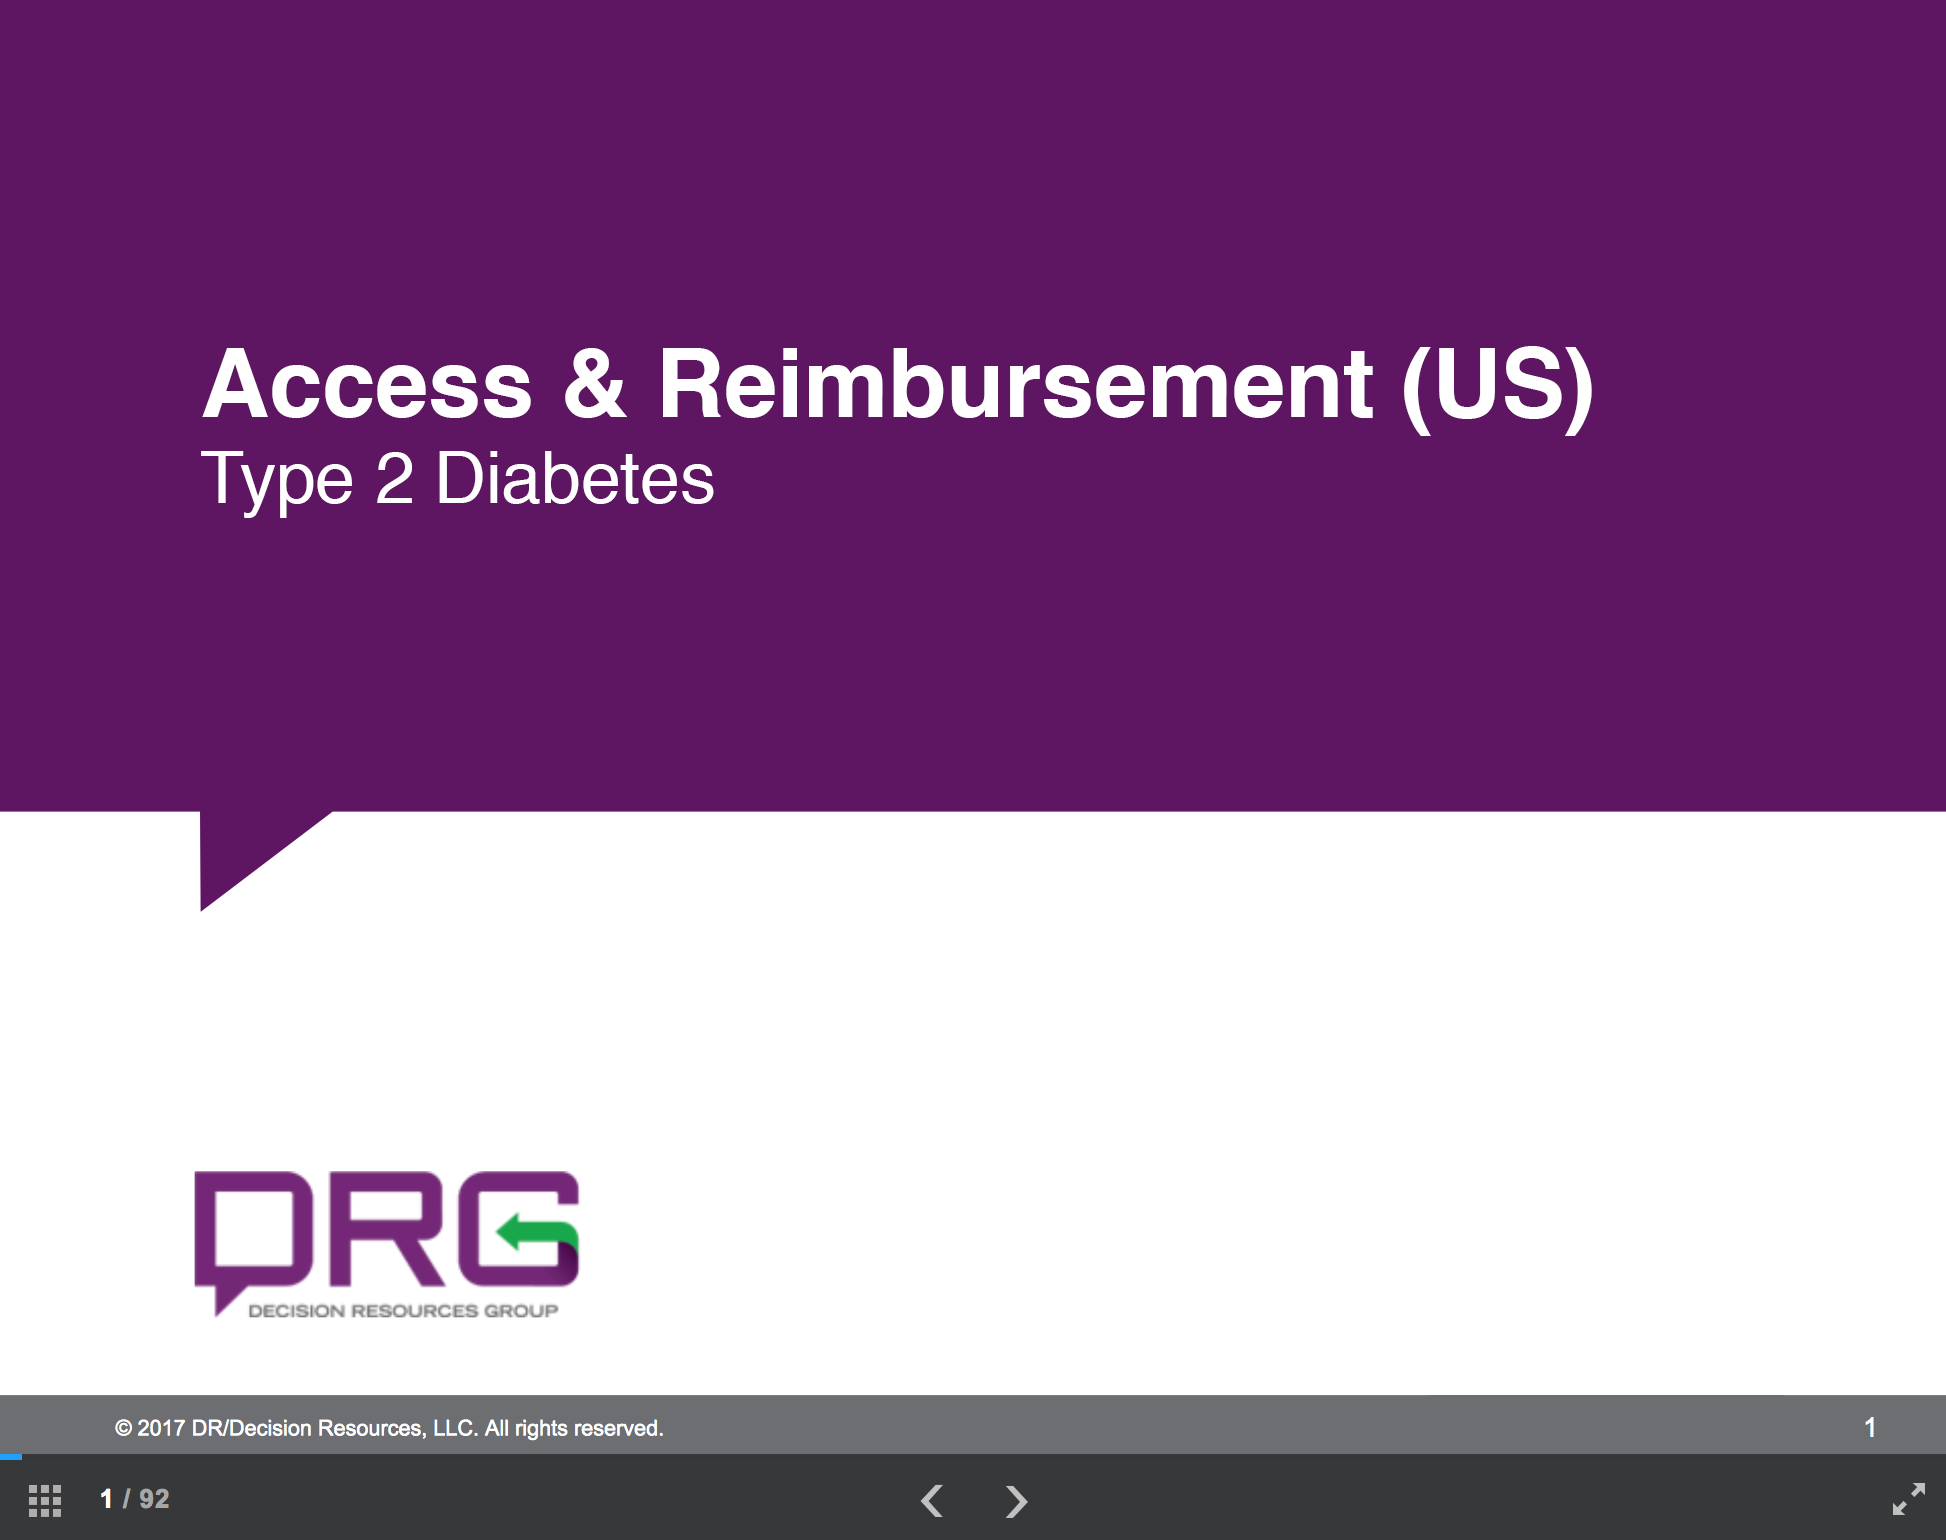 Access & Reimbursement (US)
Type 2 Diabetes
DRG
DECISION RESOURCES GROUP
© 2017 DR/Decision Resources, LLC. All rights reserved.
1
1 / 92